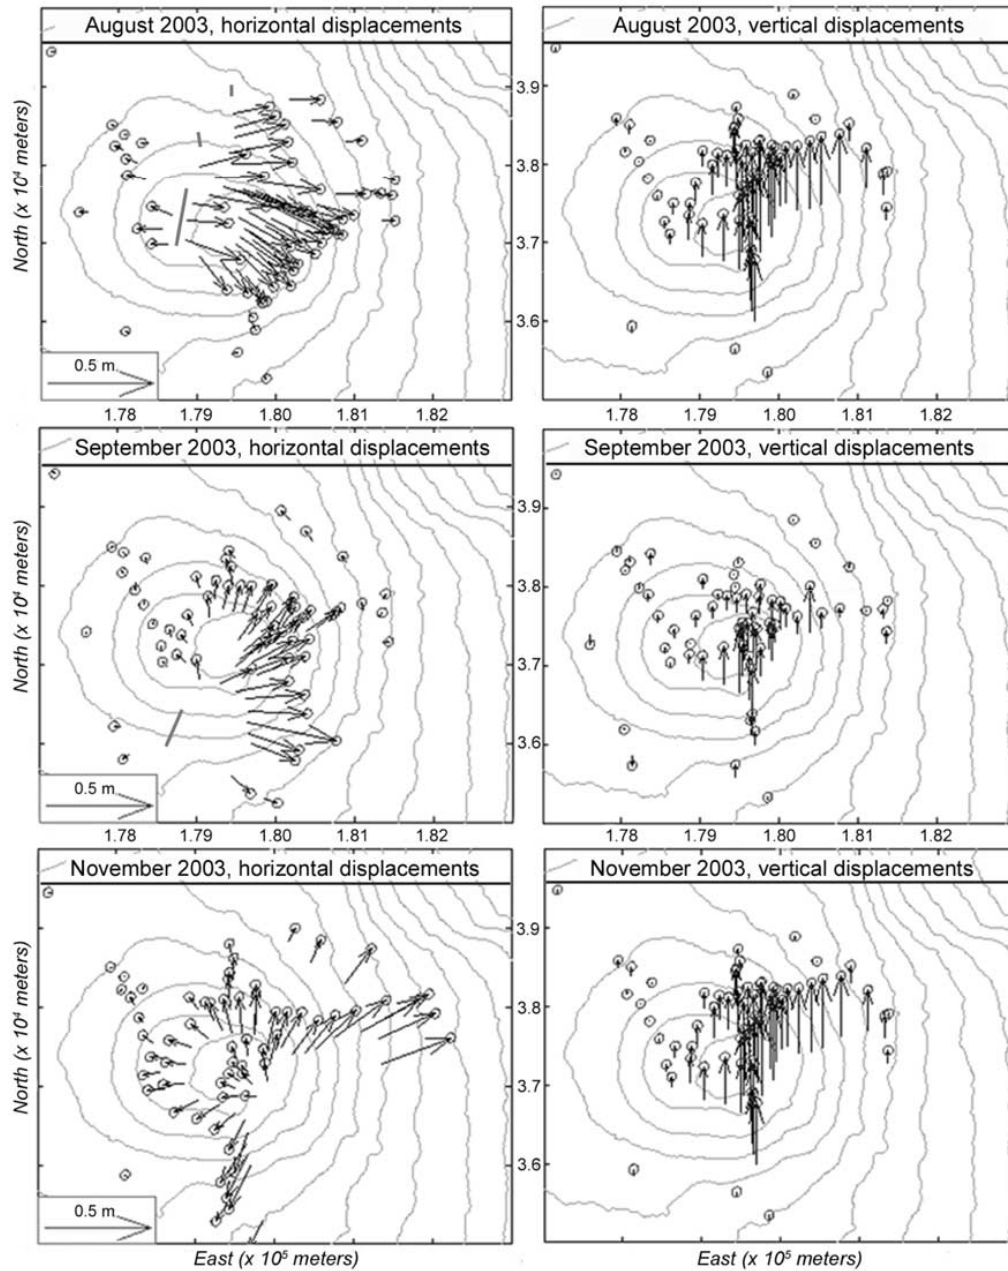 August 2003, horizontal displacements
August 2003, vertical displacements
North (x 10⁴ meters)
3.9
3.8
3.7
3.6
0.5 m
1.78 1.79 1.80 1.81 1.82
1.78 1.79 1.80 1.81 1.82
September 2003, horizontal displacements
September 2003, vertical displacements
North (x 10⁴ meters)
3.9
3.8
3.7
3.6
0.5 m
1.78 1.79 1.80 1.81 1.82
1.78 1.79 1.80 1.81 1.82
November 2003, horizontal displacements
November 2003, vertical displacements
North (x 10⁴ meters)
3.9
3.8
3.7
3.6
0.5 m
East (x 10⁵ meters)
East (x 10⁵ meters)